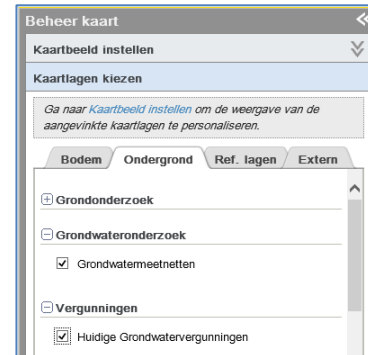 Beheer kaart
Kaartbeeld instellen
Kaartlagen kiezen
Ga naar Kaartbeeld instellen om de weergave van de
aangevinkte kaartlagen te personaliseren.
Bodem Ondergrond Ref. lagen Extern
Grondonderzoek
Grondwateronderzoek
Grondwatermeetnetten
Vergunningen
Huidige Grondwatervergunningen